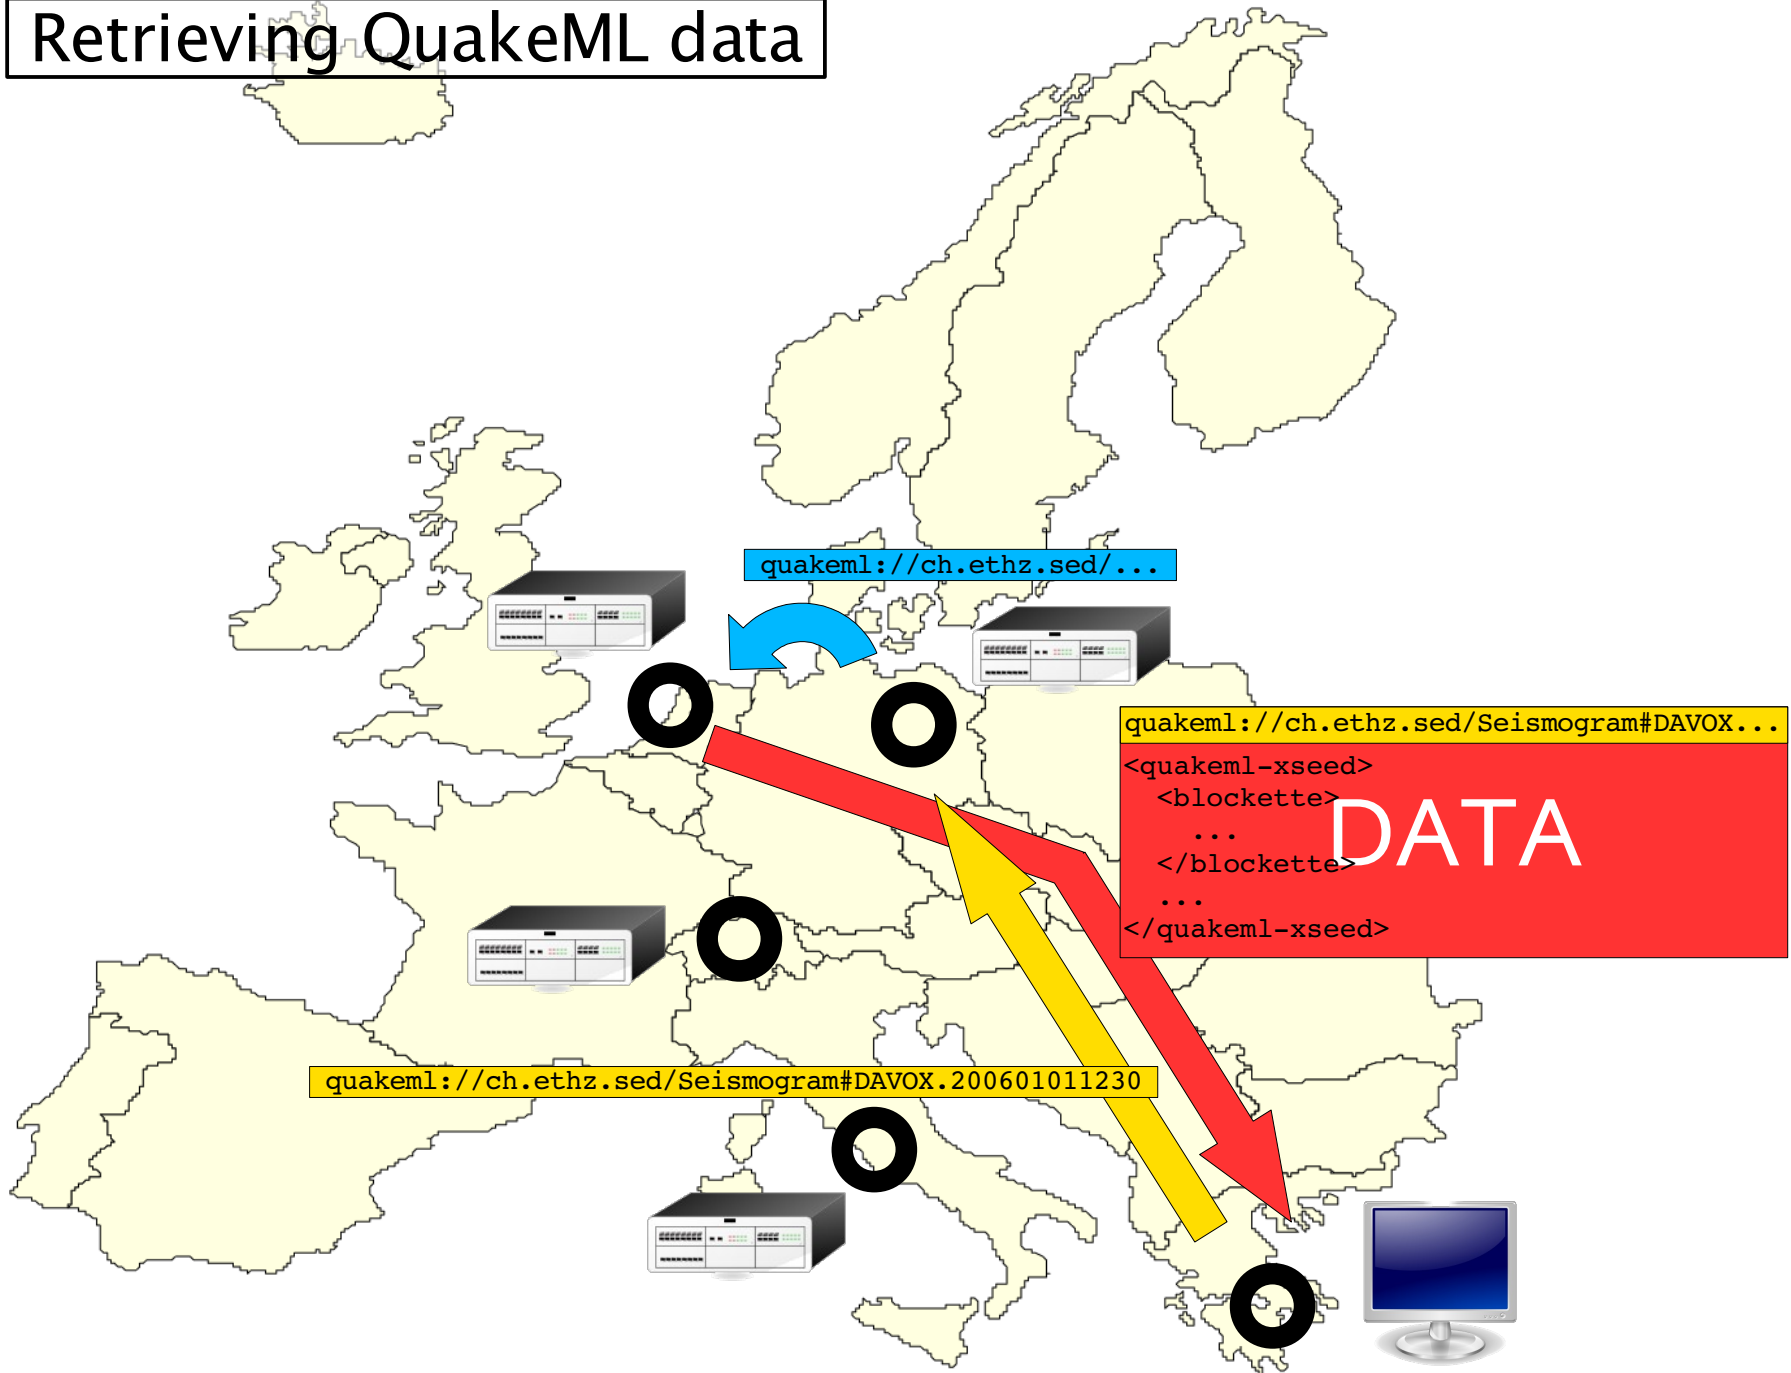 Retrieving QuakeML data
quakeml://ch.ethz.sed/...
quakeml://ch.ethz.sed/Seismogram#DAVOX...
<quakeml-xseed>
<blockette>
...
</blockette>
...
</quakeml-xseed>
DATA
quakeml://ch.ethz.sed/Seismogram#DAVOX.200601011230